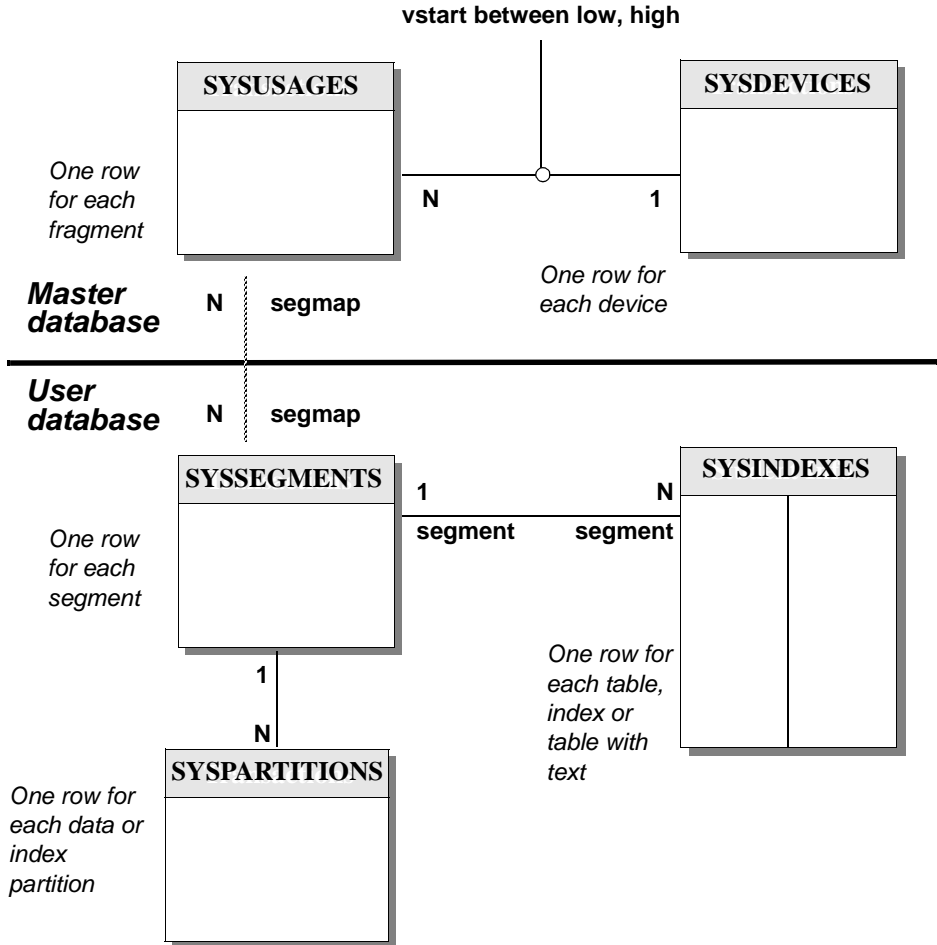 vstart between low, high
SYSUSAGES
SYSDEVICES
One row
for each
fragment
N
1
One row for
each device
Master
database
N
segmap
User
database
N
segmap
SYSSEGMENTS
SYSINDEXES
1
N
segment
segment
One row
for each
segment
One row for
each table,
index or
table with
text
1
N
SYSPARTITIONS
One row for
each data or
index
partition